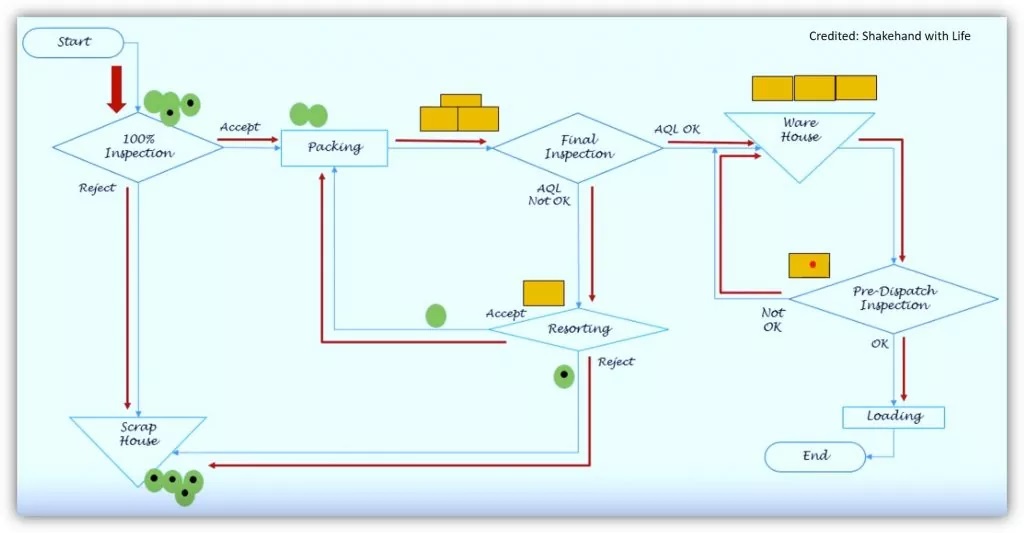 Credited: Shakehand with Life
Start
100%
Inspection
Accept
Reject
Packing
Final
Inspection
AQL OK
AQL
Not OK
Ware
House
Pre-Dispatch
Inspection
Not
OK
OK
Accept
Resorting
Reject
Scrap
House
Loading
End